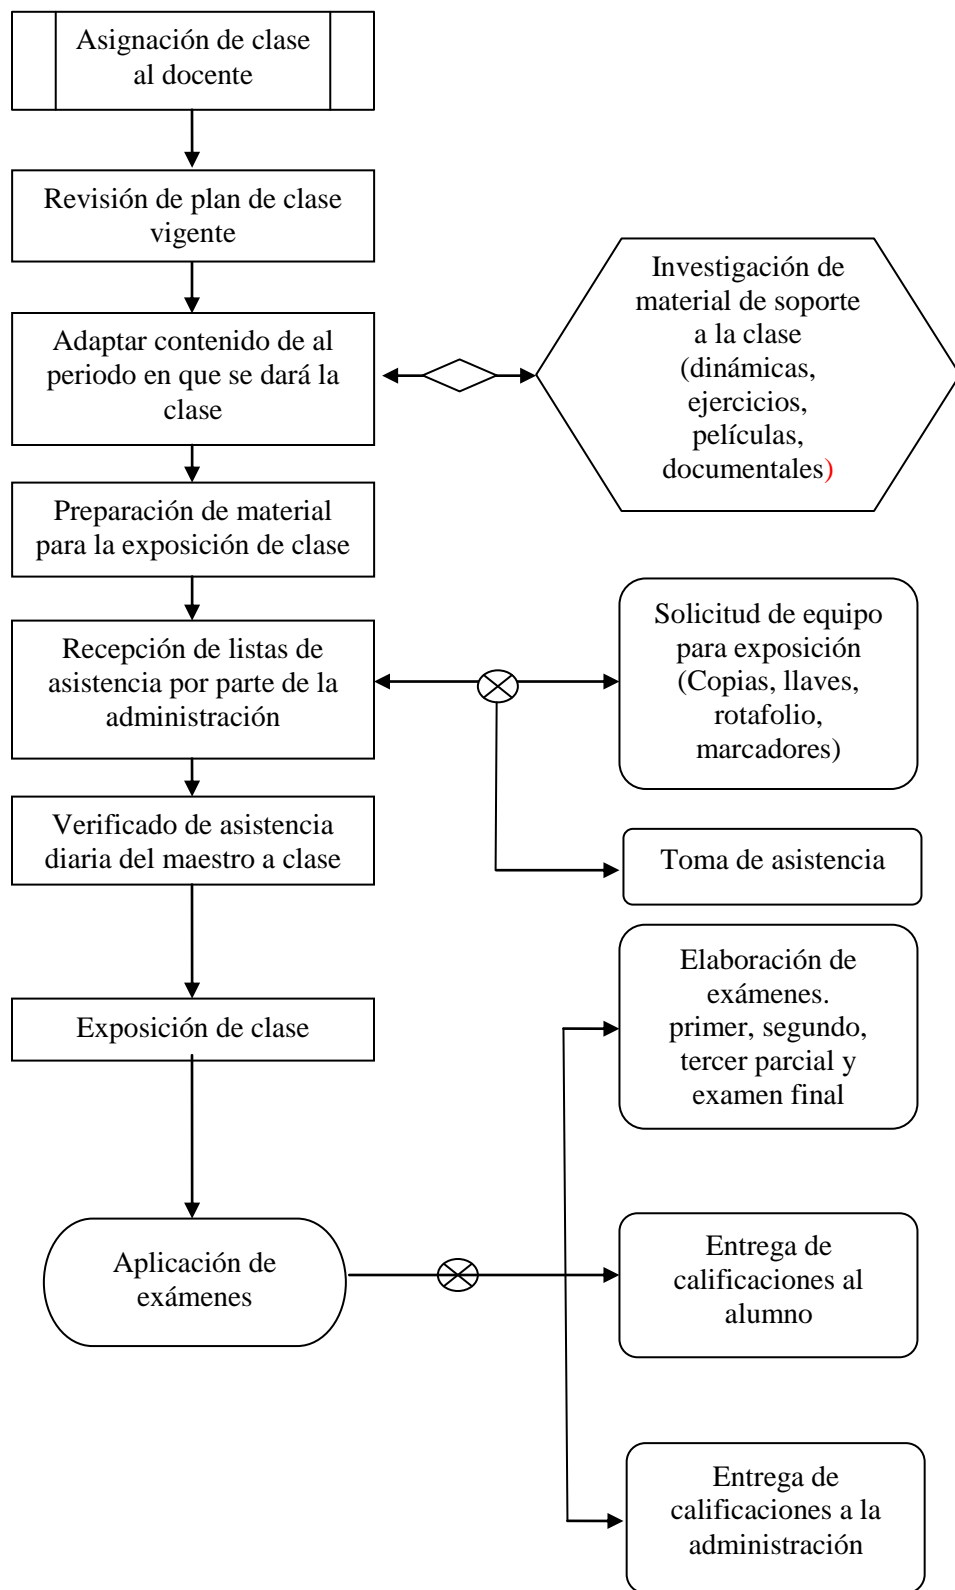 Asignación de clase
al docente
Revisión de plan de clase
vigente
Investigación de
material de soporte
a la clase
(dinámicas,
ejercicios,
películas,
documentales)
Adaptar contenido de al
periodo en que se dará la
clase
Preparación de material
para la exposición de clase
Recepción de listas de
asistencia por parte de la
administración
Solicitud de equipo
para exposición
(Copias, llaves,
rotafolio,
marcadores)
Verificado de asistencia
diaria del maestro a clase
Toma de asistencia
Exposición de clase
Elaboración de
exámenes.
primer, segundo,
tercer parcial y
examen final
Aplicación de
exámenes
Entrega de
calificaciones al
alumno
Entrega de
calificaciones a la
administración